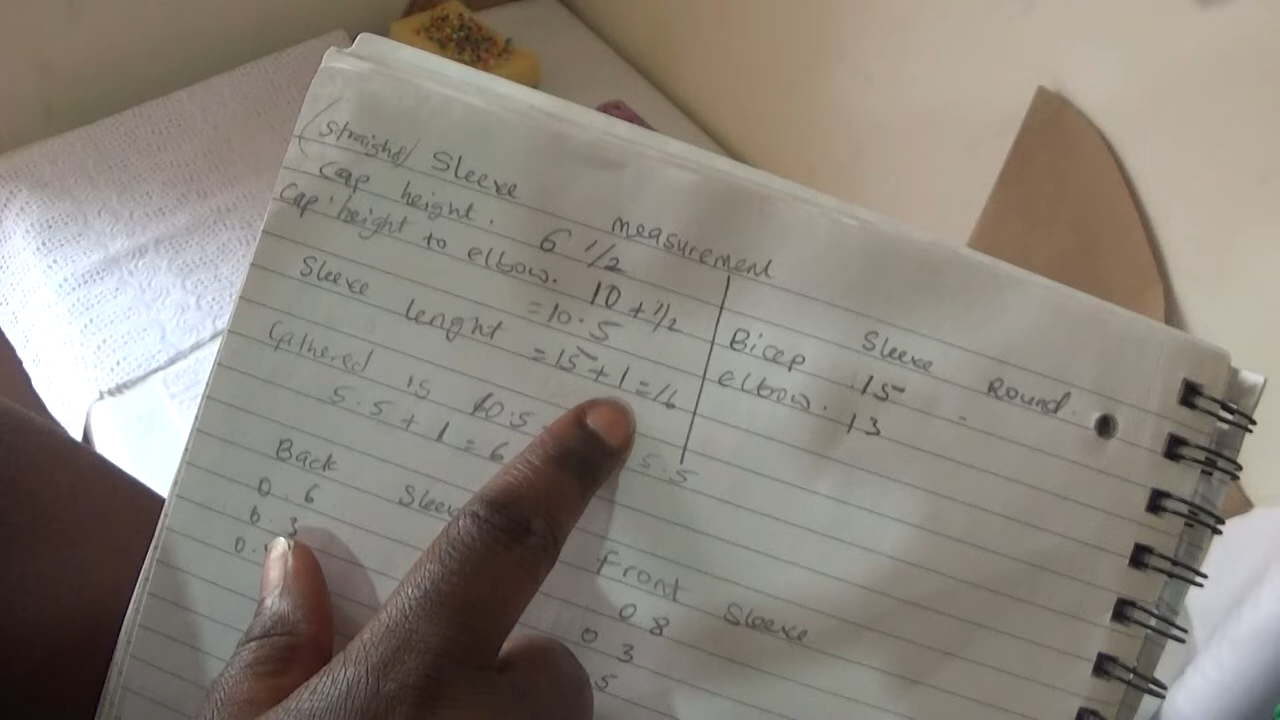 (straight) Sleeve measurement
Cap height. 6 1/2
Cap height to elbow. 10 + 1/2
= 10.5
Sleeve lenght = 15 + 1 = 16
Gathered is 10.5
5.5
5.5 + 1 = 6
Sleeve Round.
Bicep 15
elbow. 13
Back
0.6
0.3
Front Sleeve
0 8
0 3
5